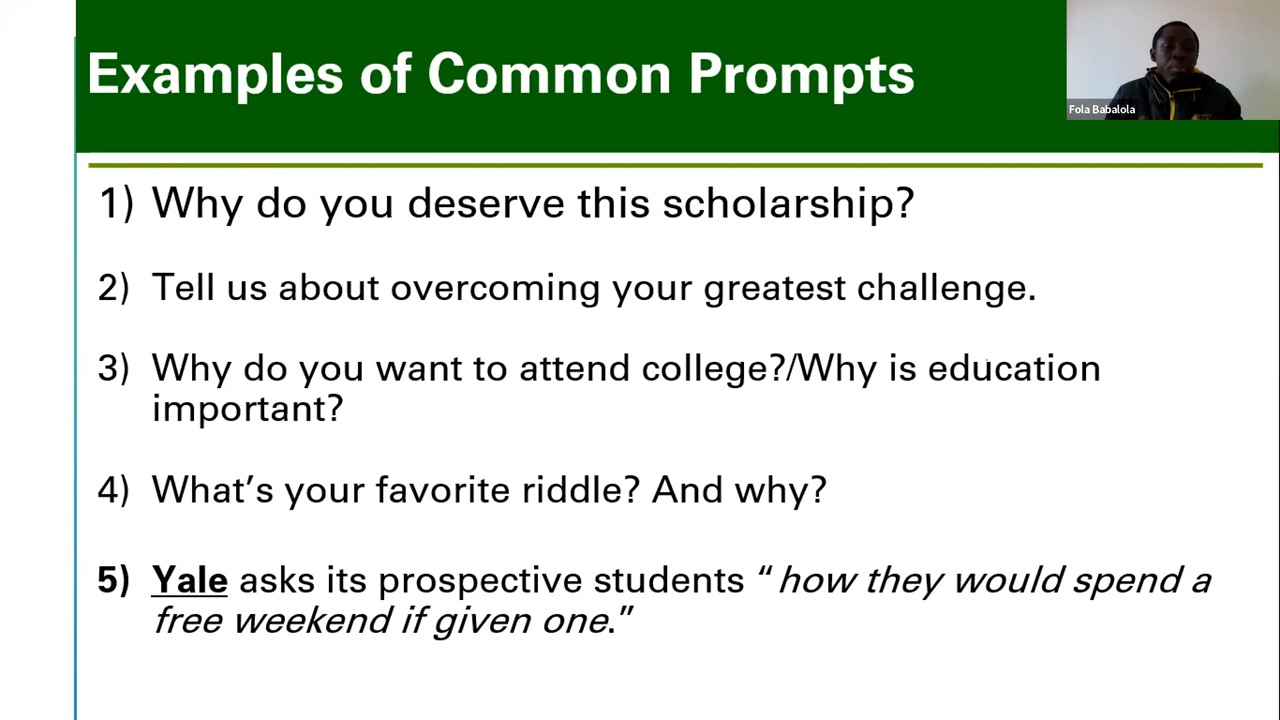 Examples of Common Prompts
Fola Babalola
1) Why do you deserve this scholarship?
2) Tell us about overcoming your greatest challenge.
3) Why do you want to attend college?/Why is education
important?
4) What’s your favorite riddle? And why?
5) Yale asks its prospective students “how they would spend a
free weekend if given one.”